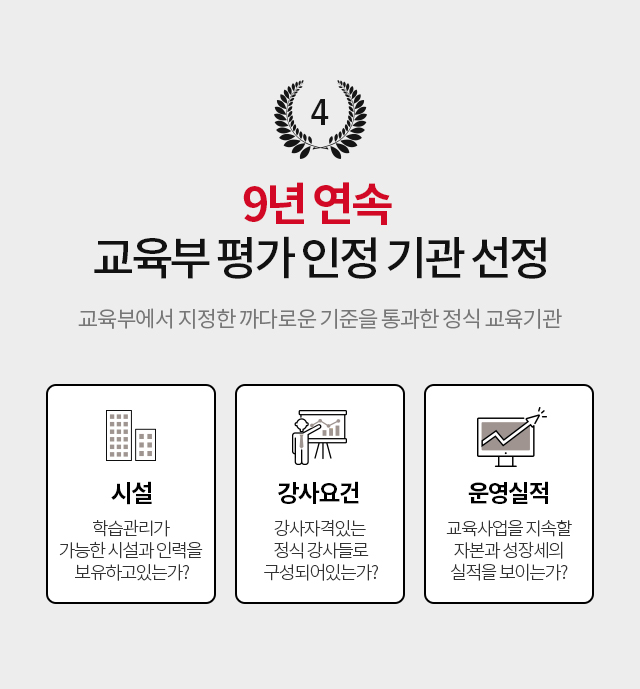 4
9년 연속
교육부 평가 인정 기관 선정
교육부에서 지정한 까다로운 기준을 통과한 정식 교육기관
시설
학습관리가
가능한 시설과 인력을
보유하고있는가?
강사요건
강사자격있는
정식 강사들로
구성되어있는가?
운영실적
교육사업을 지속할
자본과 성장세의
실적을 보이는가?